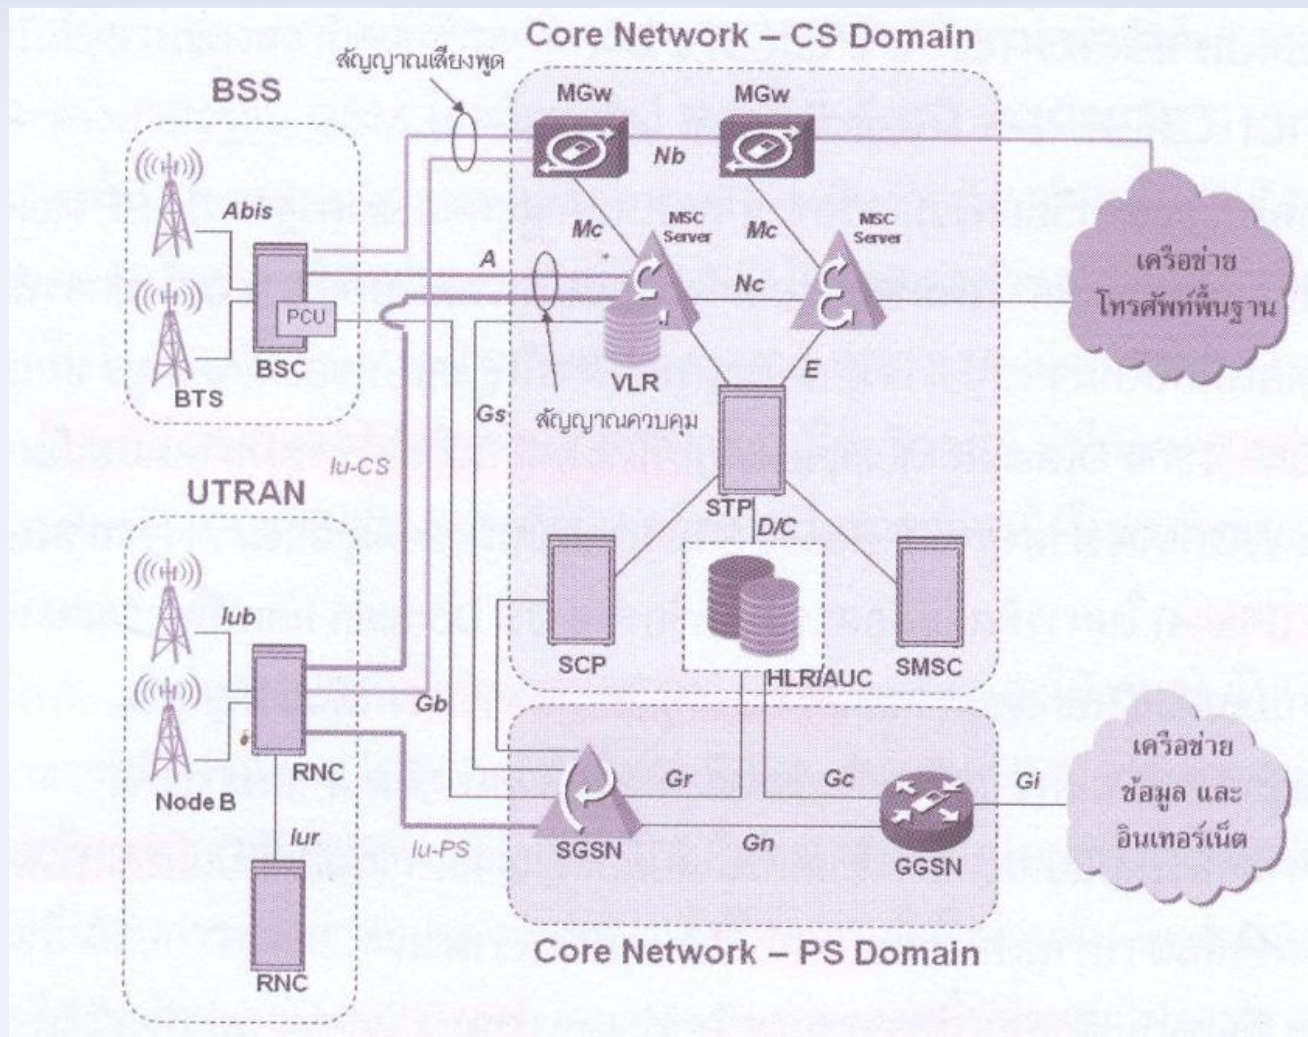 Core Network – CS Domain
สัญญาณเสียงพูด
BSS
MGw
MGw
Nb
Abis
Mc
MSC
Server
Mc
MSC
Server
A
Nc
เครือข่าย
โทรศัพท์พื้นฐาน
PCU
BSC
BTS
VLR
E
Gs
สัญญาณควบคุม
Iu-CS
UTRAN
STP
D/C
SCP
HLR/AUC
SMSC
Iub
Gb
RNC
Node B
Iur
Iu-PS
SGSN
Gr
Gc
Gn
GGSN
Gi
เครือข่าย
ข้อมูล และ
อินเทอร์เน็ต
RNC
Core Network – PS Domain